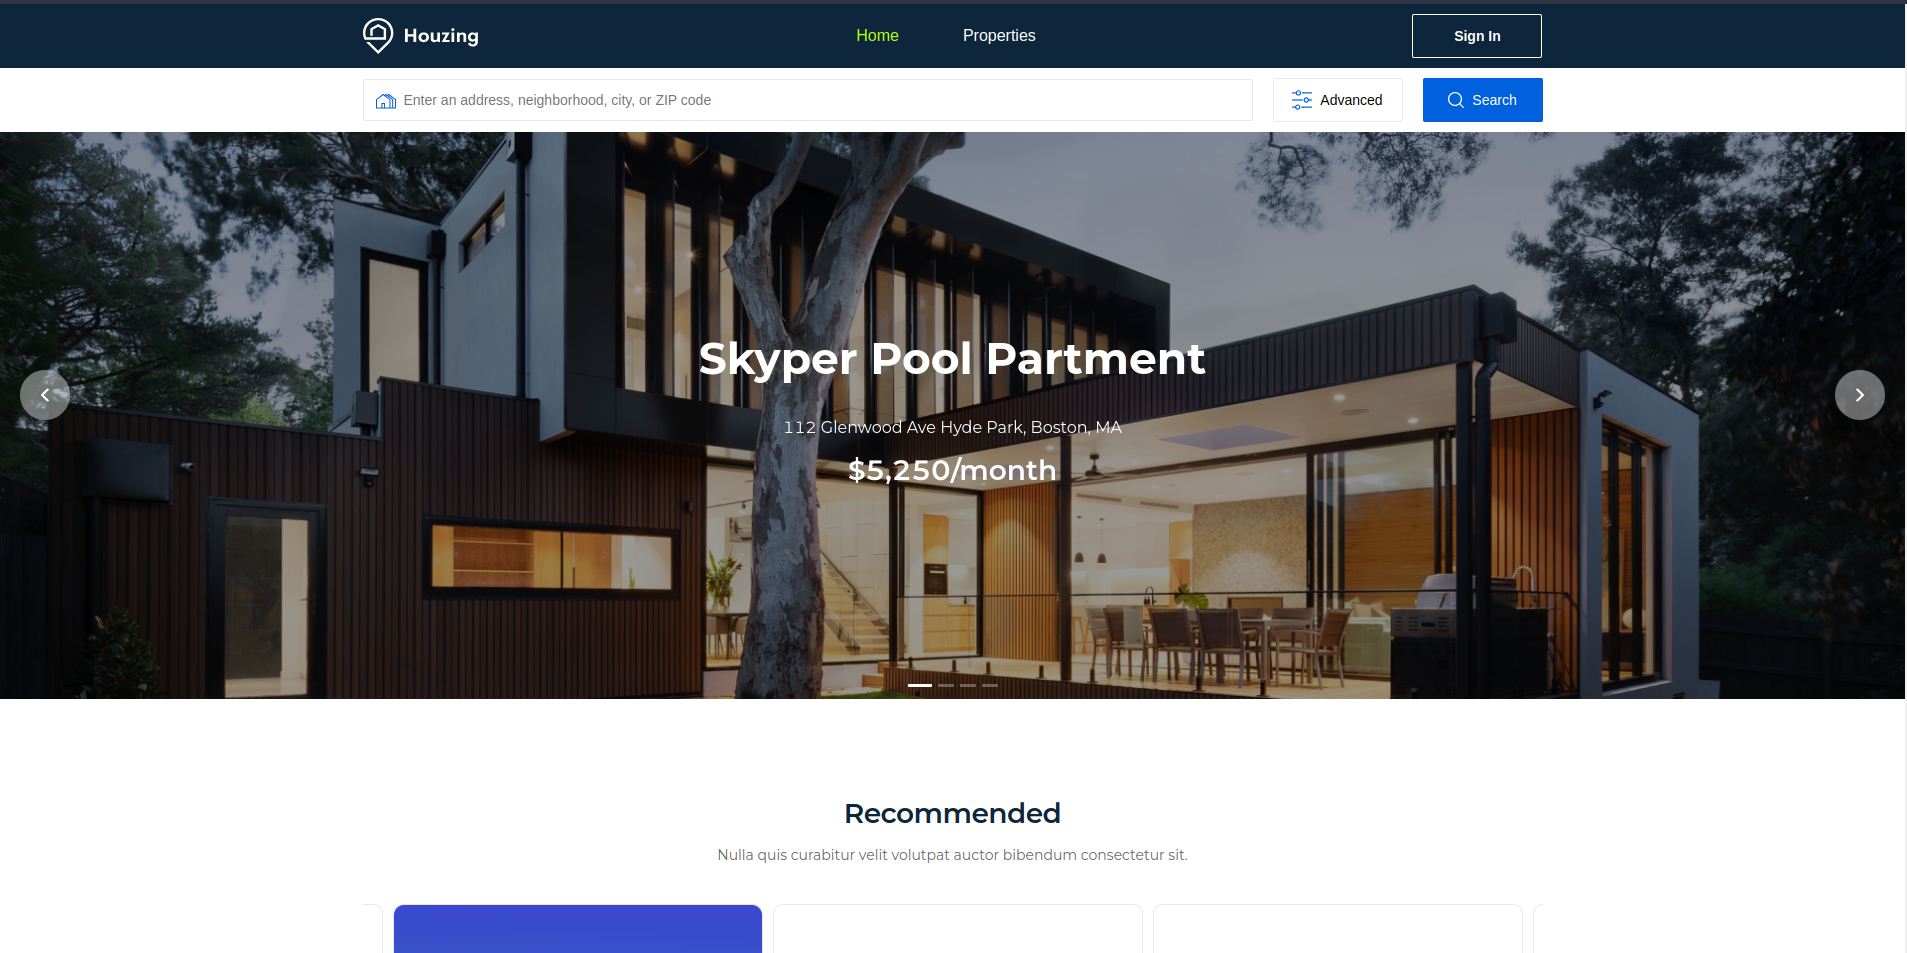 Houzing
Home
Properties
Sign In
Enter an address, neighborhood, city, or ZIP code
Advanced
Search
Skyper Pool Partment
112 Glenwood Ave Hyde Park, Boston, MA
$5,250/month
Recommended
Nulla quis curabitur velit volutpat auctor bibendum consectetur sit.